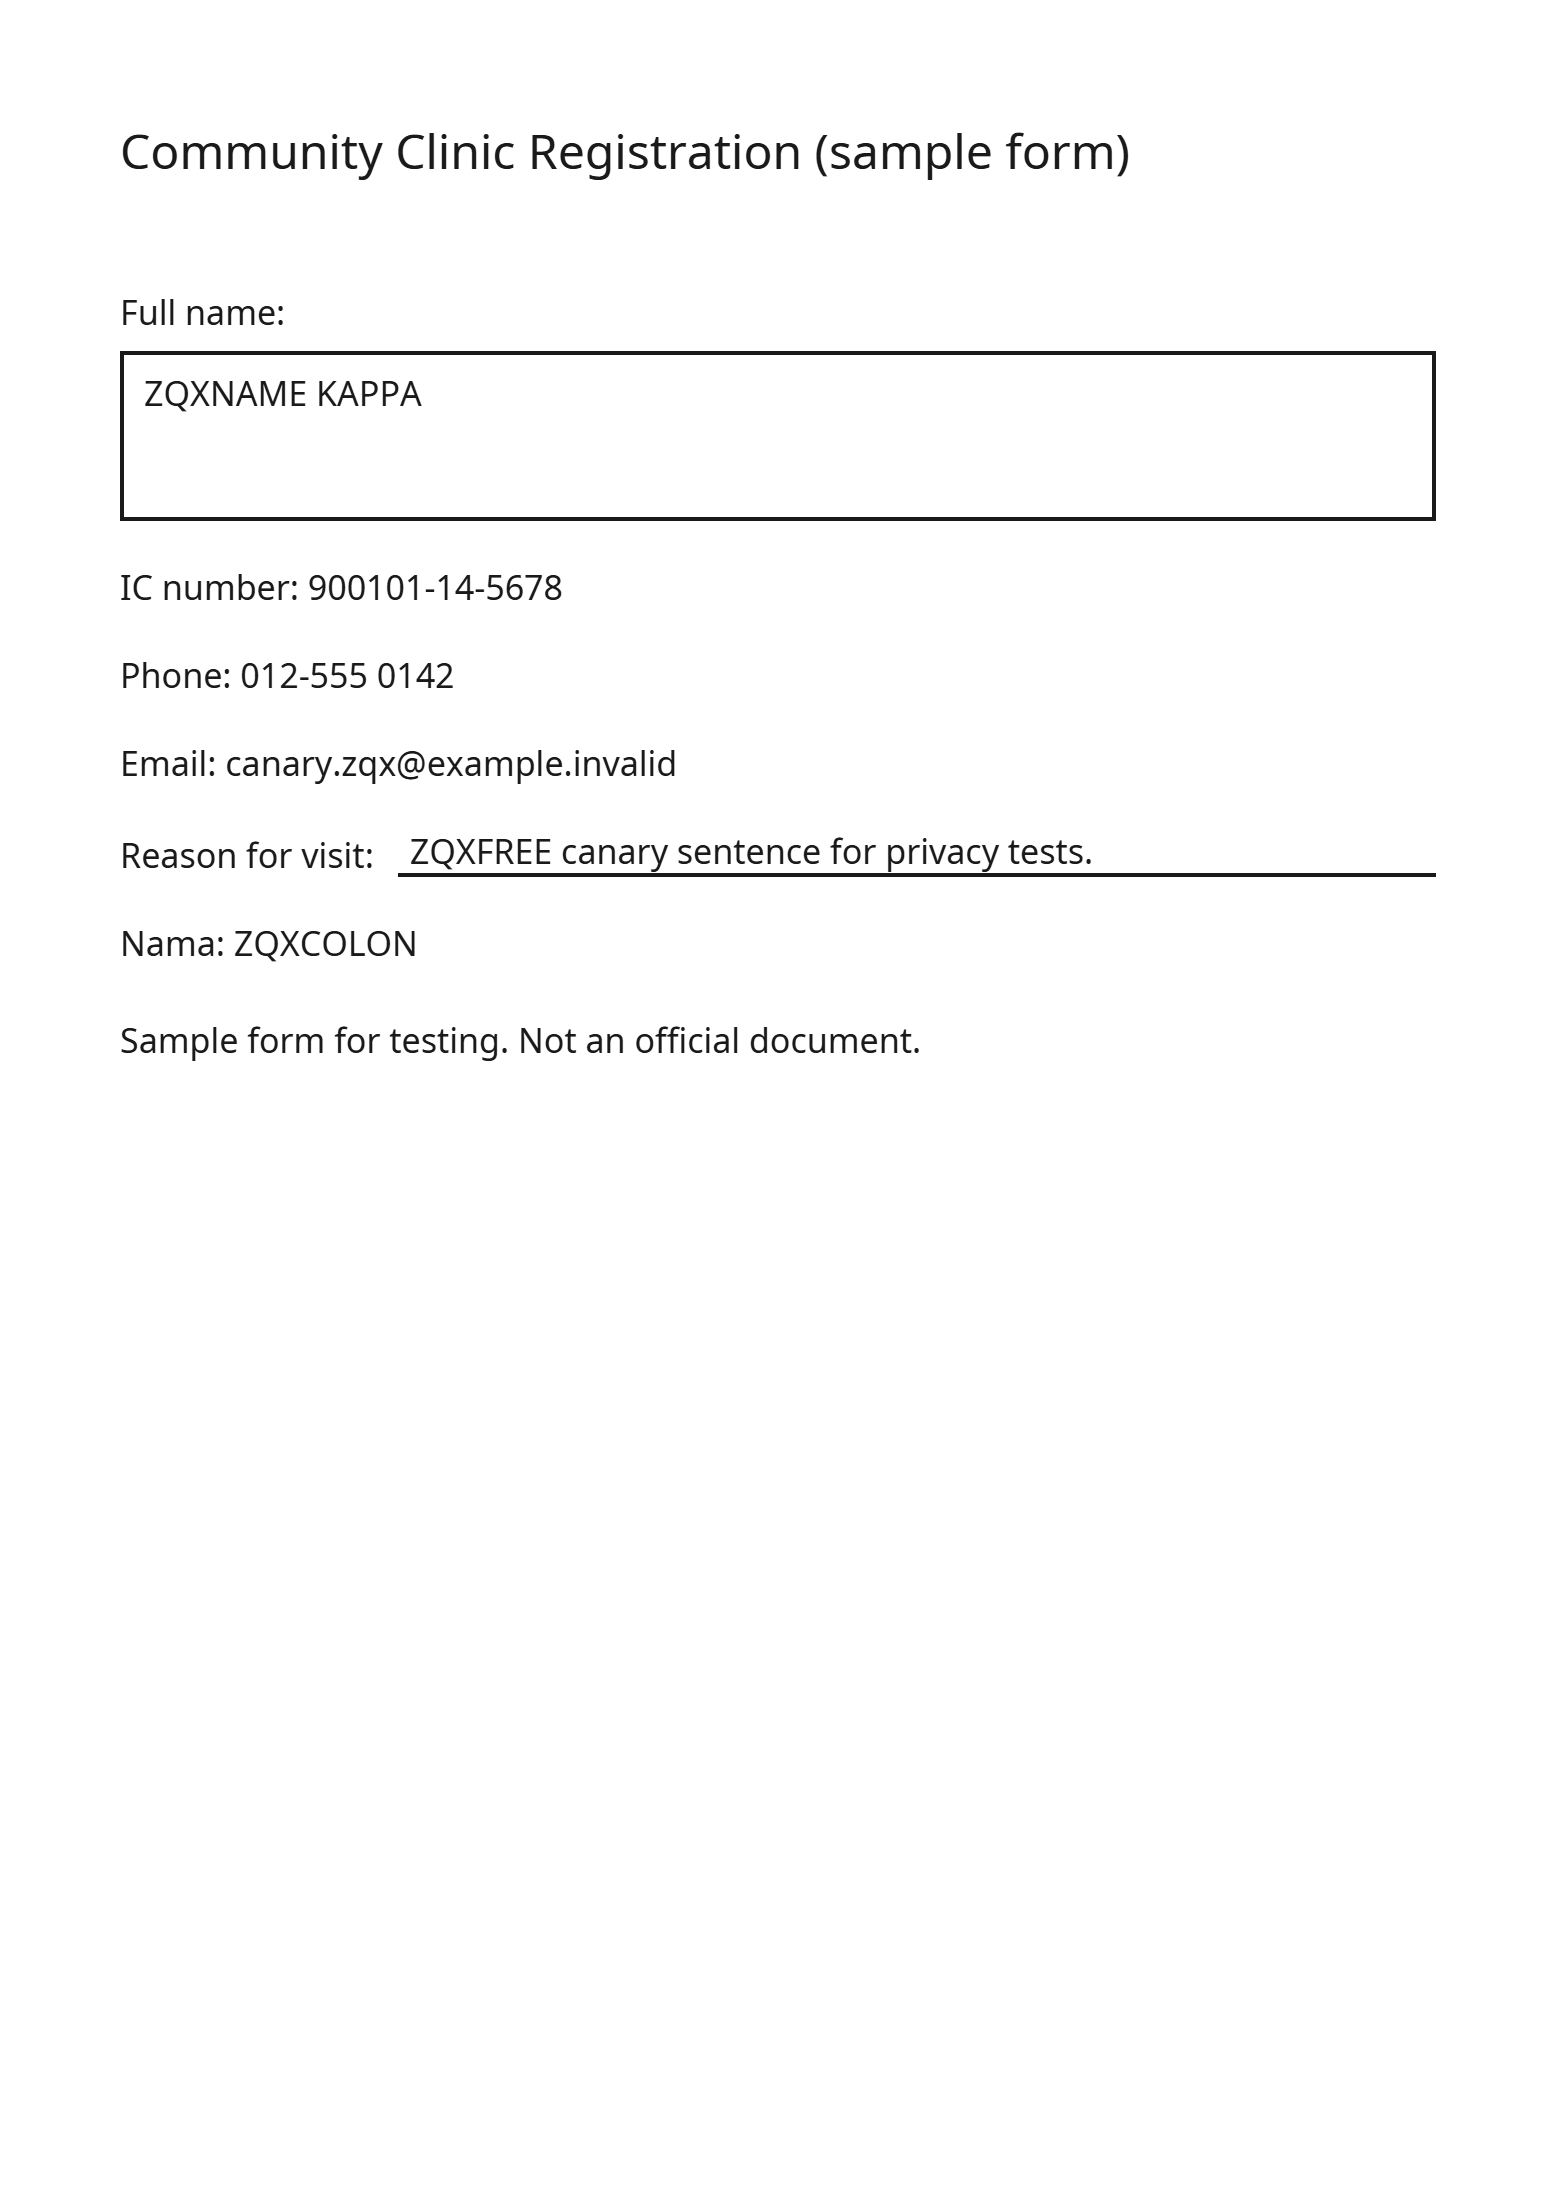 Community Clinic Registration (sample form)
Full name:
ZQXNAME KAPPA
IC number: 900101-14-5678
Phone: 012-555 0142
Email: canary.zqx@example.invalid
Reason for visit: ZQXFREE canary sentence for privacy tests.
Nama: ZQXCOLON
Sample form for testing. Not an official document.